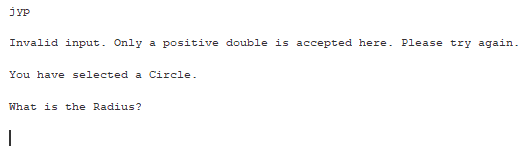 jyp
Invalid input. Only a positive double is accepted here. Please try again.
You have selected a Circle.
What is the Radius?